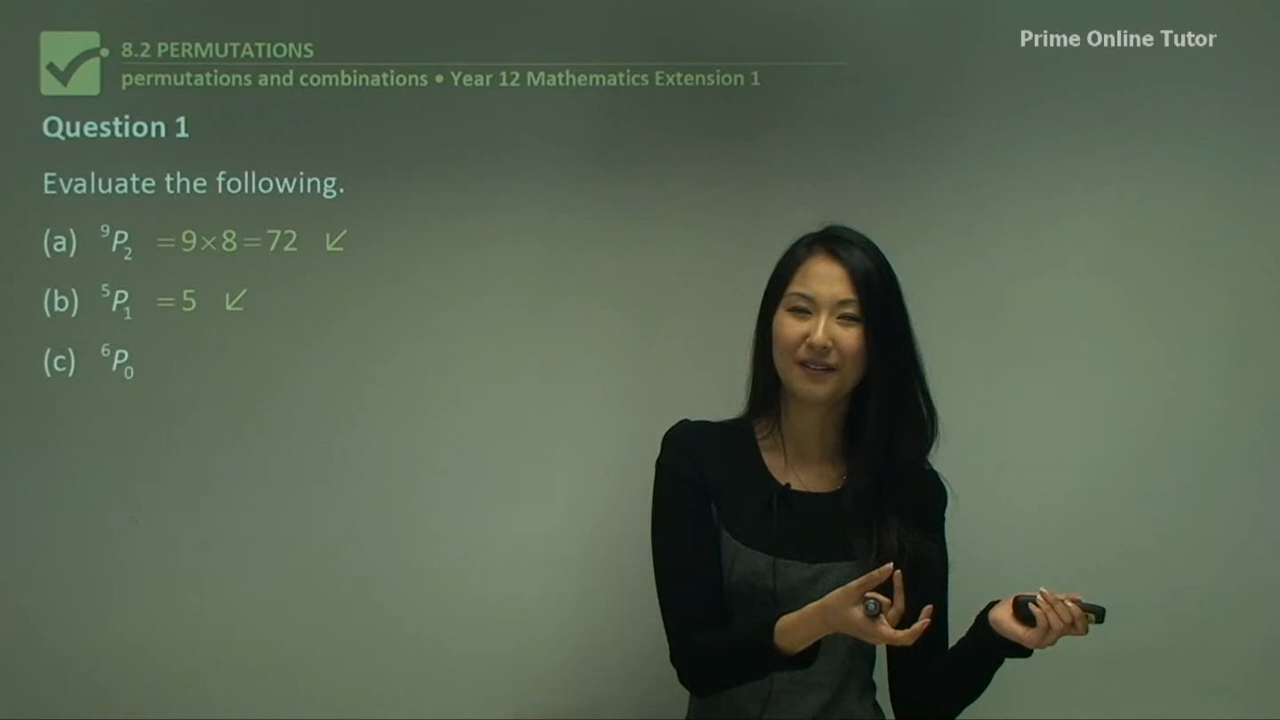 8.2 PERMUTATIONS
permutations and combinations • Year 12 Mathematics Extension 1
Prime Online Tutor
Question 1
Evaluate the following.
(a) ⁹P₂ = 9×8 = 72 ↙
(b) ⁵P₁ = 5 ↙
(c) ⁶P₀